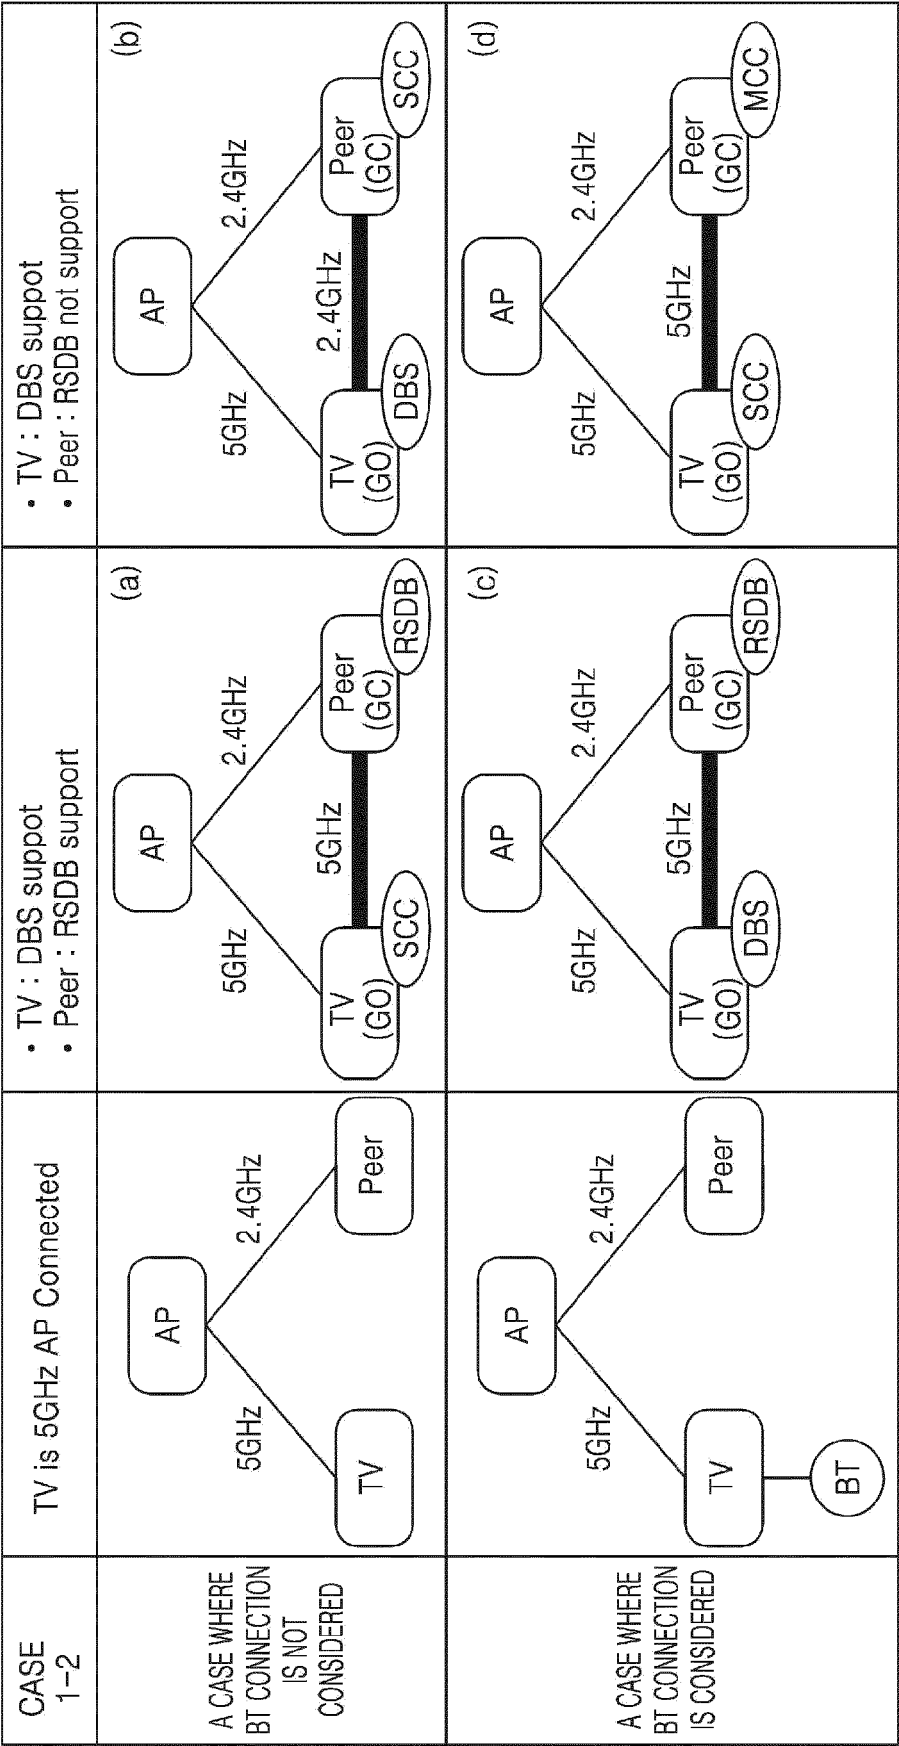 CASE
1-2
TV is 5GHz AP Connected
• TV : DBS suppot
• Peer : RSDB support
• TV : DBS suppot
• Peer : RSDB not support
A CASE WHERE
BT CONNECTION
IS NOT
CONSIDERED
AP
5GHz
2.4GHz
TV
Peer
(a)
AP
5GHz
2.4GHz
5GHz
TV
(GO)
SCC
Peer
(GC)
RSDB
(b)
AP
5GHz
2.4GHz
2.4GHz
TV
(GO)
DBS
Peer
(GC)
SCC
A CASE WHERE
BT CONNECTION
IS CONSIDERED
AP
5GHz
2.4GHz
TV
Peer
BT
(c)
AP
5GHz
2.4GHz
5GHz
TV
(GO)
DBS
Peer
(GC)
RSDB
(d)
AP
5GHz
2.4GHz
5GHz
TV
(GO)
SCC
Peer
(GC)
MCC